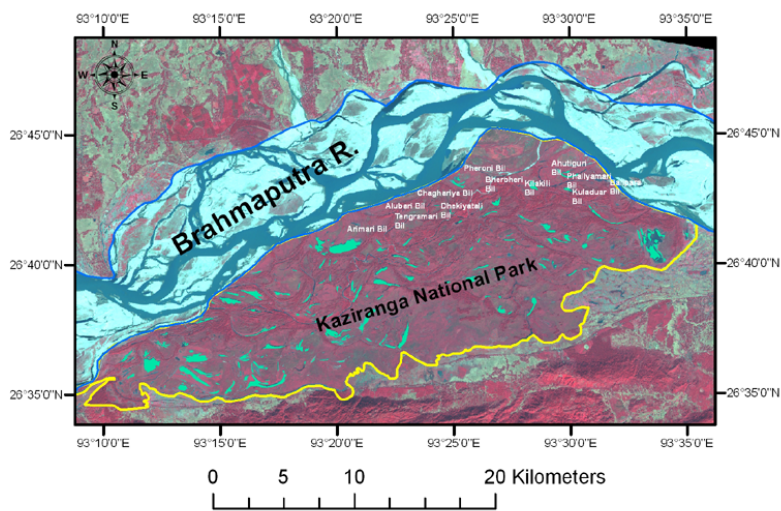 93°10'0"E 93°15'0"E 93°20'0"E 93°25'0"E 93°30'0"E 93°35'0"E
N
W E
S
26°45'0"N 26°45'0"N
Brahmaputra R.
Pheroni Bil
Ahutiguri
Bil
Bherbheri
Bil
Phaliyamari
Bil
Chaghariya Bil
Kuladuar
Bil
Alubari Bil
Bil
Tengramari
Bil
Arimari Bil
26°40'0"N 26°40'0"N
Kaziranga National Park
26°35'0"N 26°35'0"N
93°10'0"E 93°15'0"E 93°20'0"E 93°25'0"E 93°30'0"E 93°35'0"E
0 5 10 20 Kilometers